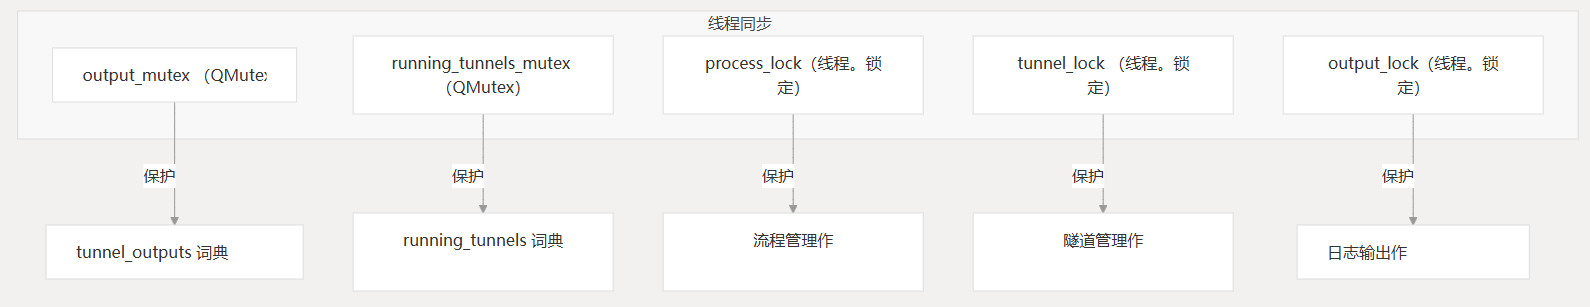 线程同步
output_mutex （QMutex
running_tunnels_mutex
（QMutex）
process_lock（线程。锁
定）
tunnel_lock （线程。锁
定）
output_lock（线程。锁
定）
保护
保护
保护
保护
保护
tunnel_outputs 词典
running_tunnels 词典
流程管理作
隧道管理作
日志输出作